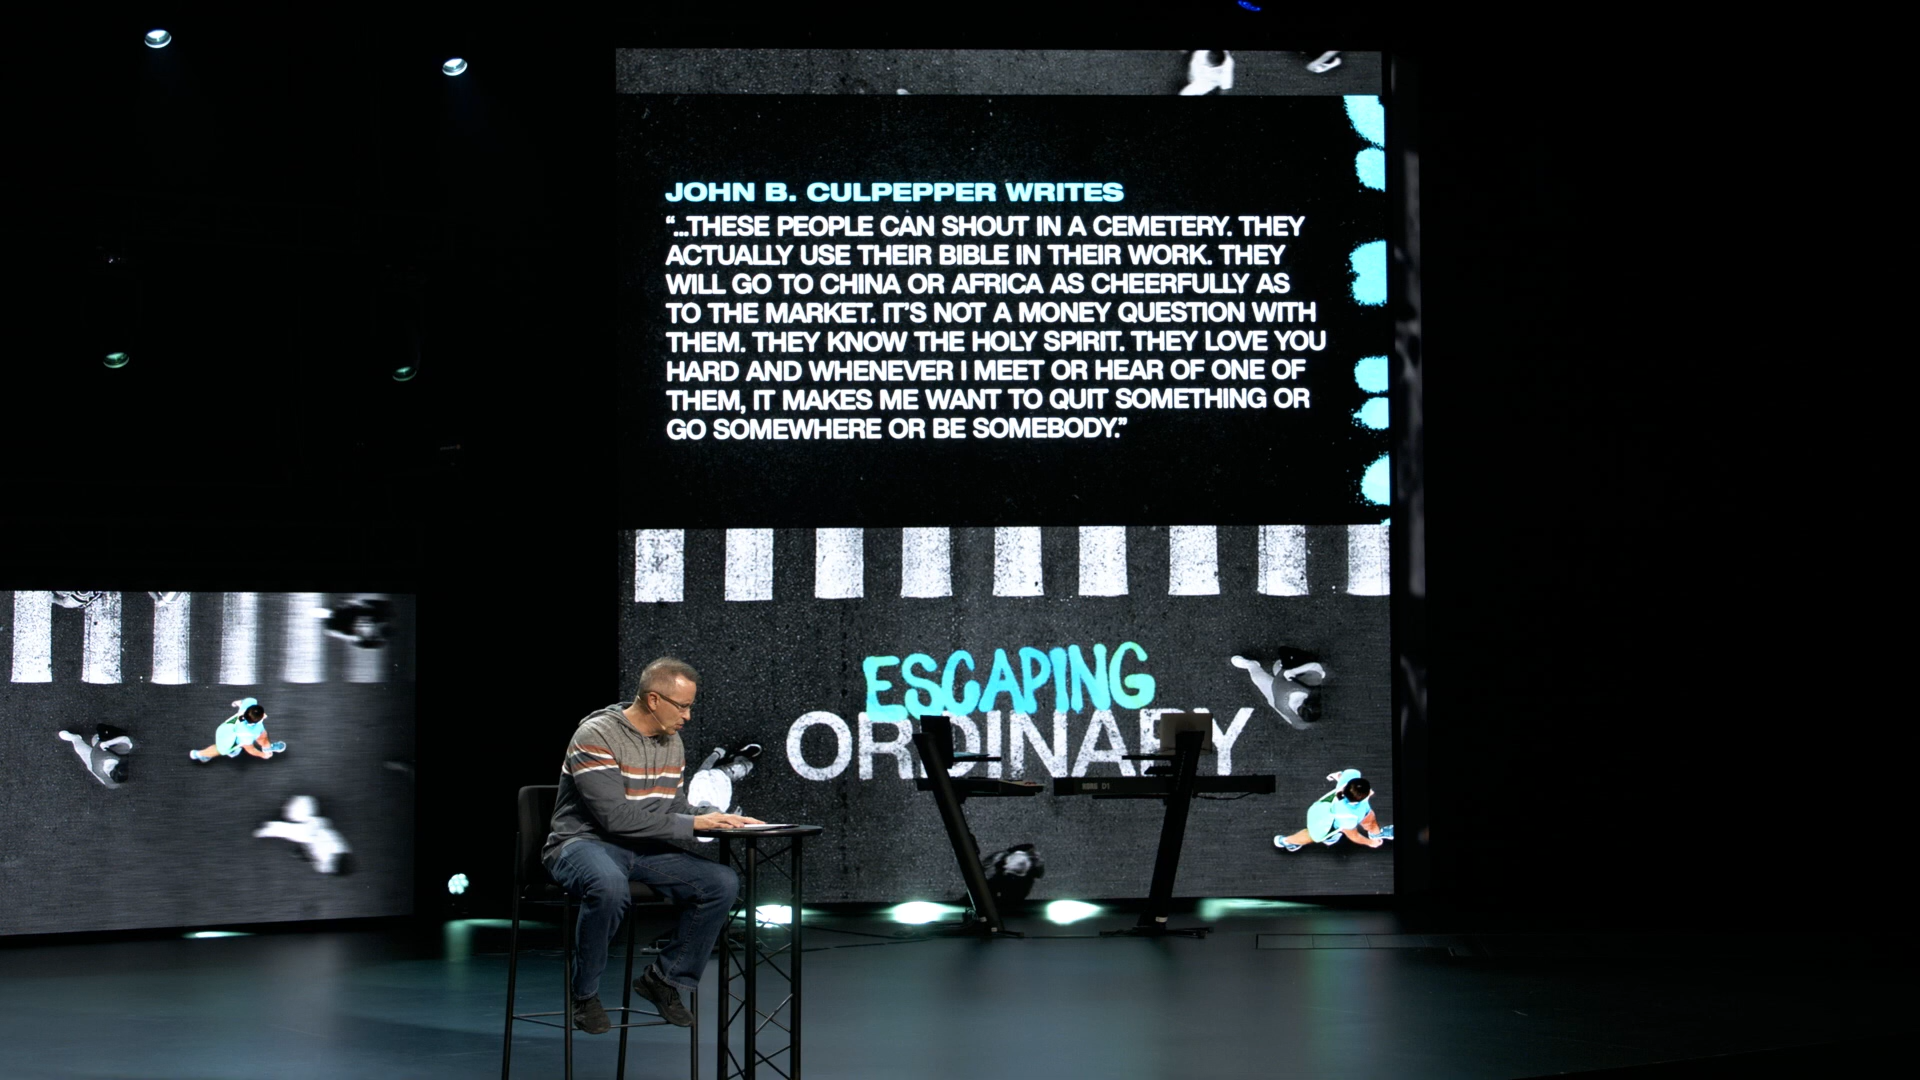 JOHN B. CULPEPPER WRITES
“...THESE PEOPLE CAN SHOUT IN A CEMETERY. THEY
ACTUALLY USE THEIR BIBLE IN THEIR WORK. THEY
WILL GO TO CHINA OR AFRICA AS CHEERFULLY AS
TO THE MARKET. IT’S NOT A MONEY QUESTION WITH
THEM. THEY KNOW THE HOLY SPIRIT. THEY LOVE YOU
HARD AND WHENEVER I MEET OR HEAR OF ONE OF
THEM, IT MAKES ME WANT TO QUIT SOMETHING OR
GO SOMEWHERE OR BE SOMEBODY.”
ESCAPING
ORDINARY
KORG D1